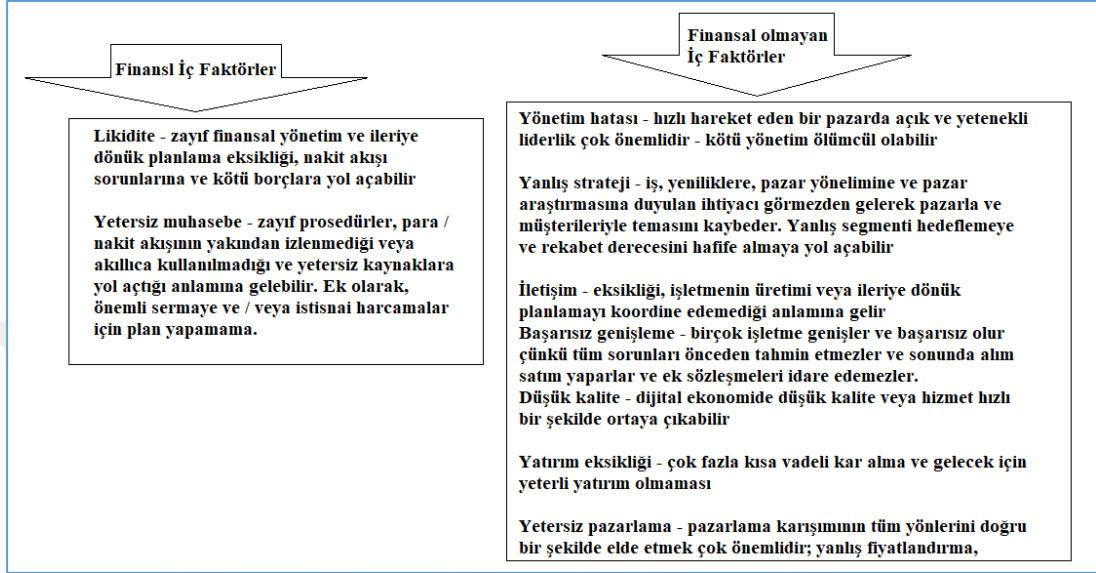 Finansl İç Faktörler
Likidite - zayıf finansal yönetim ve ileriye
dönük planlama eksikliği, nakit akışı
sorunlarına ve kötü borçlara yol açabilir
Yetersiz muhasebe - zayıf prosedürler, para /
nakit akışının yakından izlenmediği veya
akıllıca kullanılmadığı ve yetersiz kaynaklara
yol açtığı anlamına gelebilir. Ek olarak,
önemli sermaye ve / veya istisnai harcamalar
için plan yapamama.
Finansal olmayan
İç Faktörler
Yönetim hatası - hızlı hareket eden bir pazarda açık ve yetenekli
liderlik çok önemlidir - kötü yönetim ölümcül olabilir
Yanlış strateji - iş, yeniliklere, pazar yönelimine ve pazar
araştırmasına duyulan ihtiyacı görmezden gelerek pazarla ve
müşterileriyle temasını kaybeder. Yanlış segmenti hedeflemeye
ve rekabet derecesini hafife almaya yol açabilir
İletişim - eksikliği, işletmenin üretimi veya ileriye dönük
planlamayı koordine edemediği anlamına gelir
Başarısız genişleme - birçok işletme genişler ve başarısız olur
çünkü tüm sorunları önceden tahmin etmezler ve sonunda alım
satım yaparlar ve ek sözleşmeleri idare edemezler.
Düşük kalite - dijital ekonomide düşük kalite veya hizmet hızlı
bir şekilde ortaya çıkabilir
Yatırım eksikliği - çok fazla kısa vadeli kar alma ve gelecek için
yeterli yatırım olmaması
Yetersiz pazarlama - pazarlama karışımının tüm yönlerini doğru
bir şekilde elde etmek çok önemlidir; yanlış fiyatlandırma,